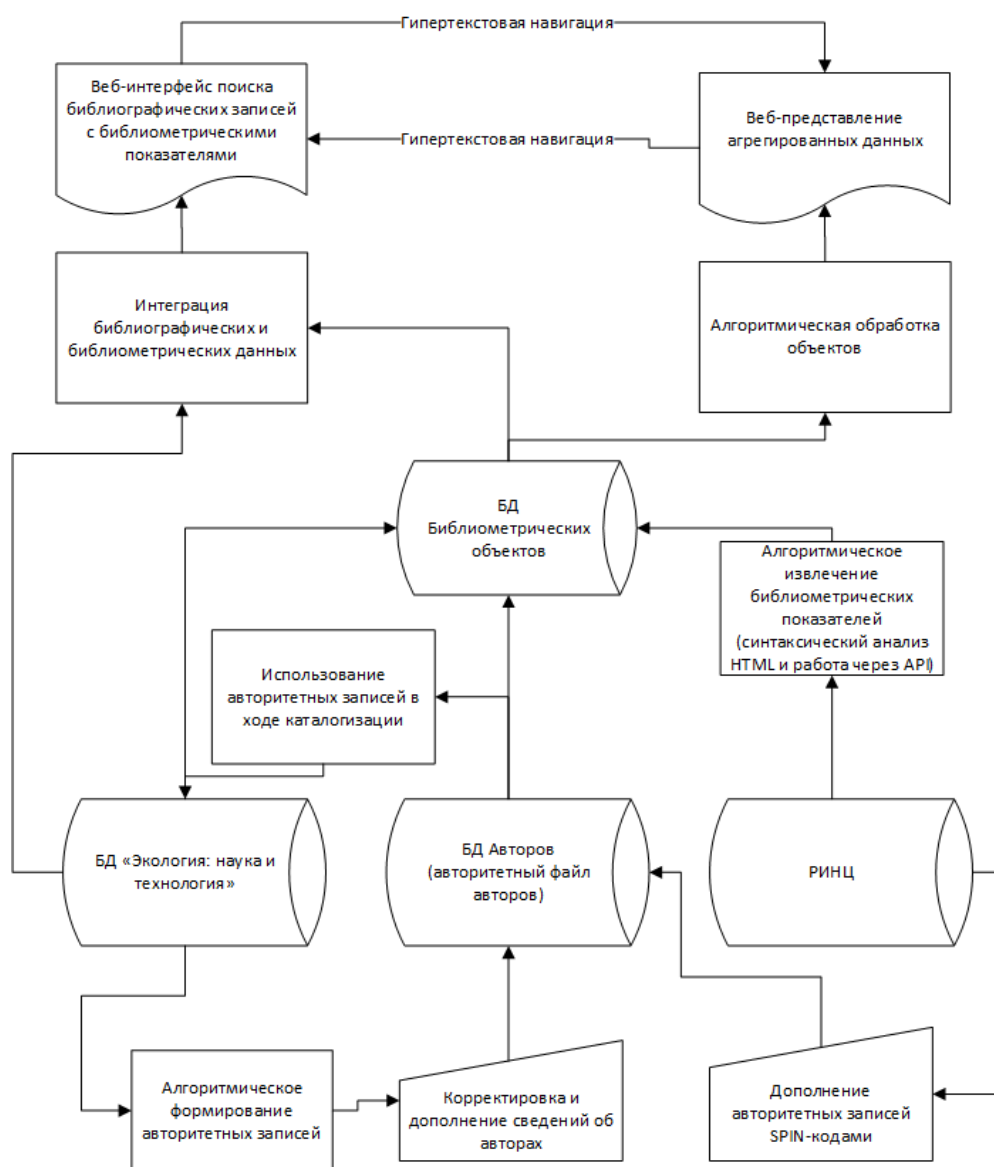 Гипертекстовая навигация
Веб-интерфейс поиска
библиографических записей
с библиометрическими
показателями
Веб-представление
агрегированных данных
Гипертекстовая навигация
Интеграция
библиографических и
библиометрических данных
Алгоритмическая обработка
объектов
БД
Библиометрических
объектов
Алгоритмическое
извлечение
библиометрических
показателей
(синтаксический анализ
HTML и работа через API)
Использование
авторитетных записей в
ходе каталогизации
БД «Экология: наука и
технология»
БД Авторов
(авторитетный файл
авторов)
РИНЦ
Алгоритмическое
формирование
авторитетных записей
Корректировка и
дополнение сведений об
авторах
Дополнение
авторитетных записей
SPIN-кодами